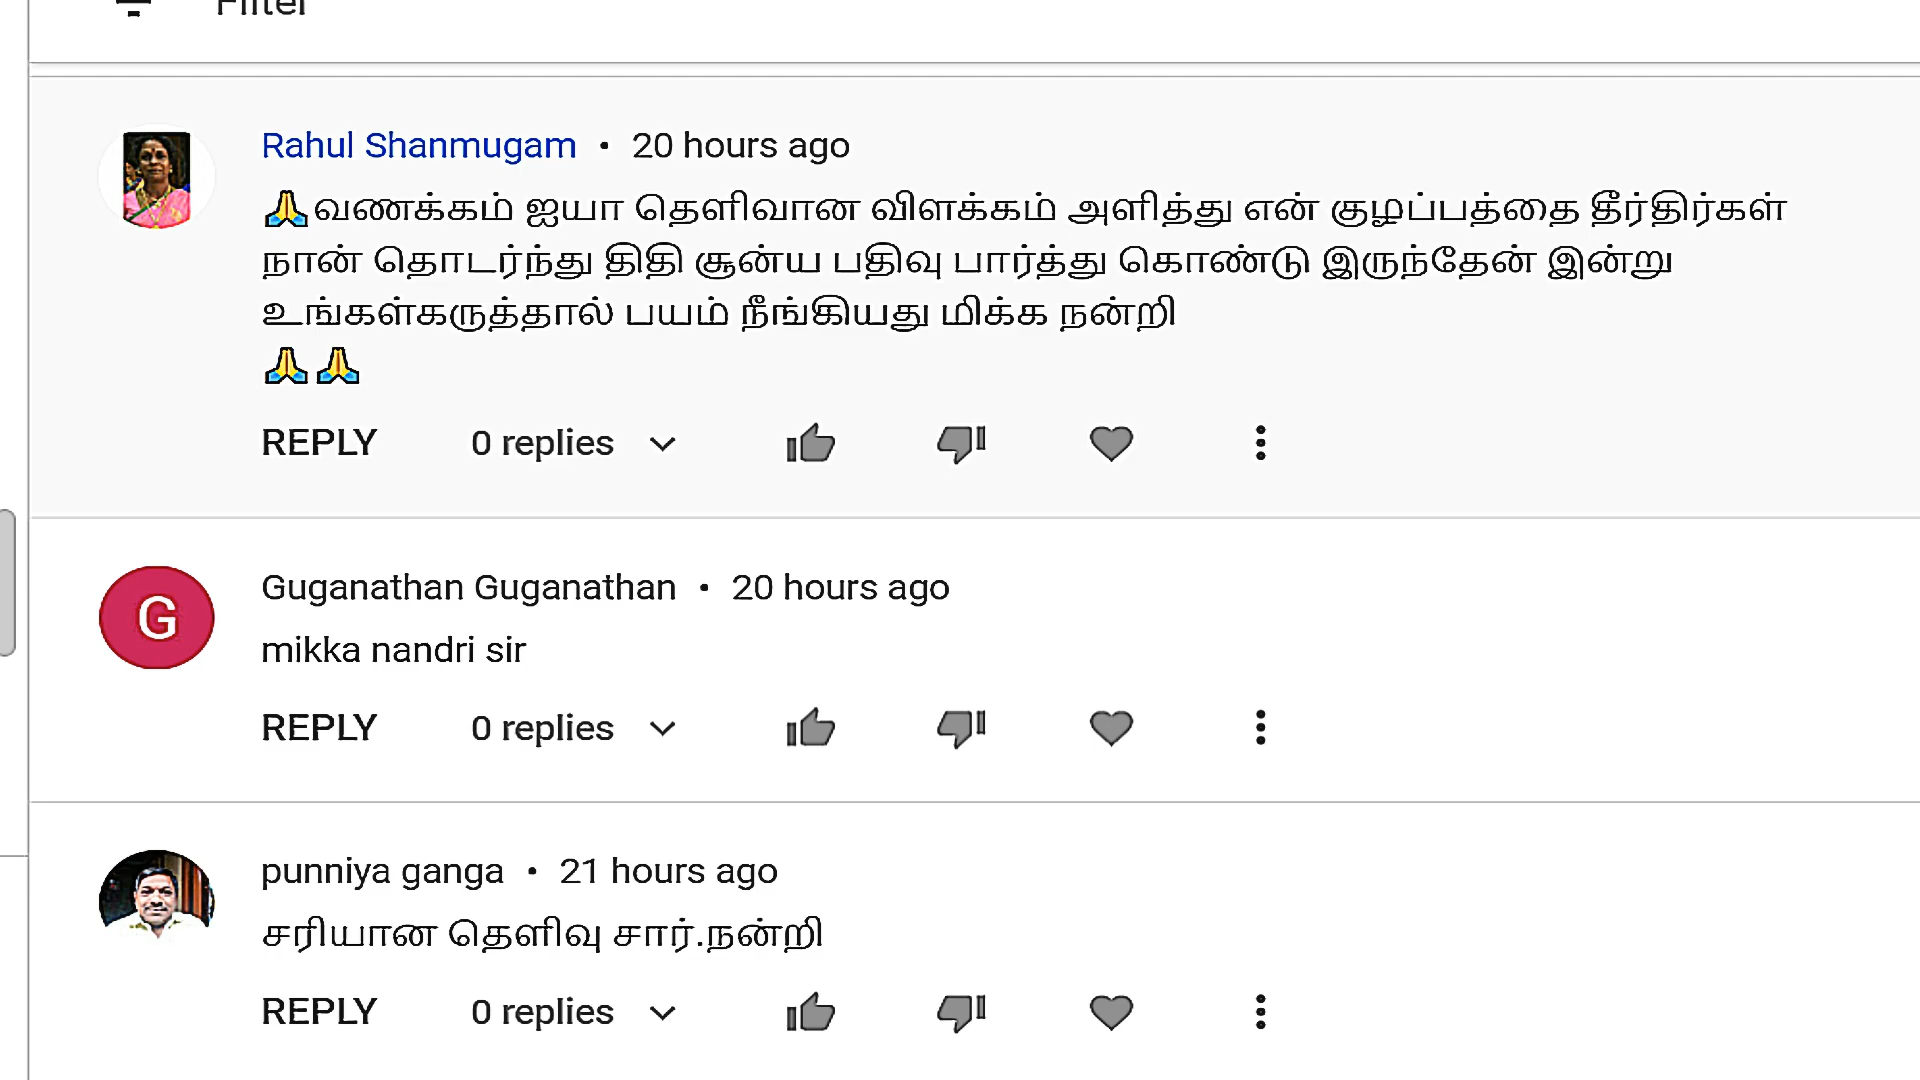 Filter
Rahul Shanmugam • 20 hours ago
🙏வணக்கம் ஐயா தெளிவான விளக்கம் அளித்து என் குழப்பத்தை தீர்திர்கள்
நான் தொடர்ந்து திதி சூன்ய பதிவு பார்த்து கொண்டு இருந்தேன் இன்று
உங்கள்கருத்தால் பயம் நீங்கியது மிக்க நன்றி
🙏🙏
REPLY 0 replies
G
Guganathan Guganathan • 20 hours ago
mikka nandri sir
REPLY 0 replies
punniya ganga • 21 hours ago
சரியான தெளிவு சார்.நன்றி
REPLY 0 replies